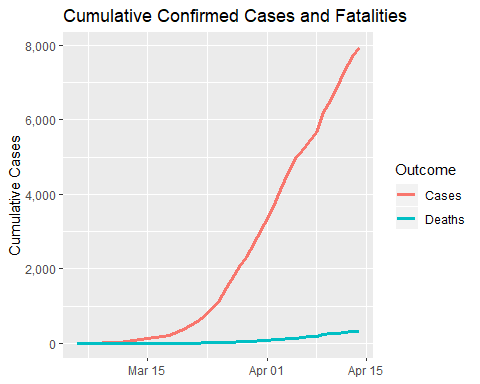 Cumulative Confirmed Cases and Fatalities
8,000
6,000
4,000
2,000
0
Cumulative Cases
Mar 15
Apr 01
Apr 15
Outcome
Cases
Deaths